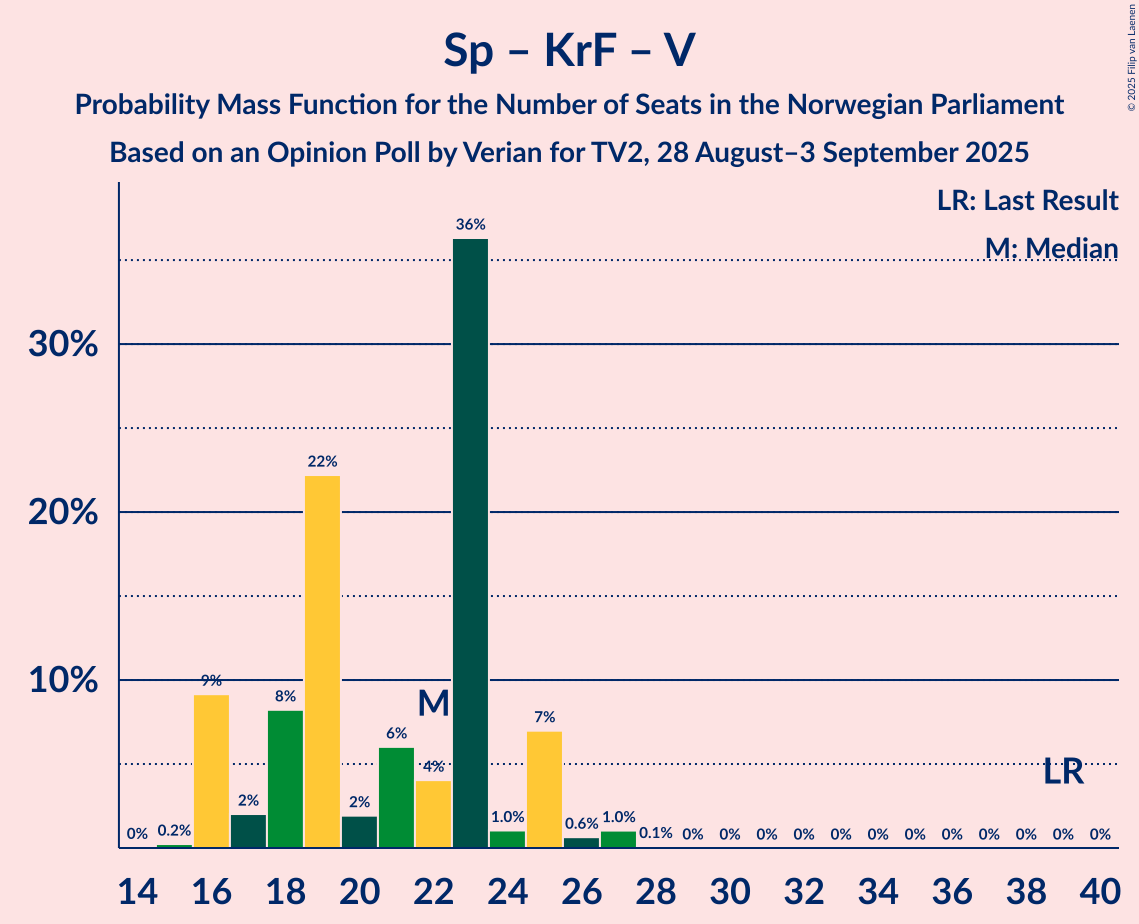 Sp – KrF – V
Probability Mass Function for the Number of Seats in the Norwegian Parliament
Based on an Opinion Poll by Verian for TV2, 28 August–3 September 2025
© 2025 Filip van Laenen
LR: Last Result
M: Median
30%
20%
10%
0% 0.2% 9% 2% 8% 22% 2% 6% 4% 36% 1.0% 7% 0.6% 1.0% 0.1% 0% 0% 0% 0% 0% 0% 0% 0% 0% 0% 0% 0%
M
LR
14 16 18 20 22 24 26 28 30 32 34 36 38 40